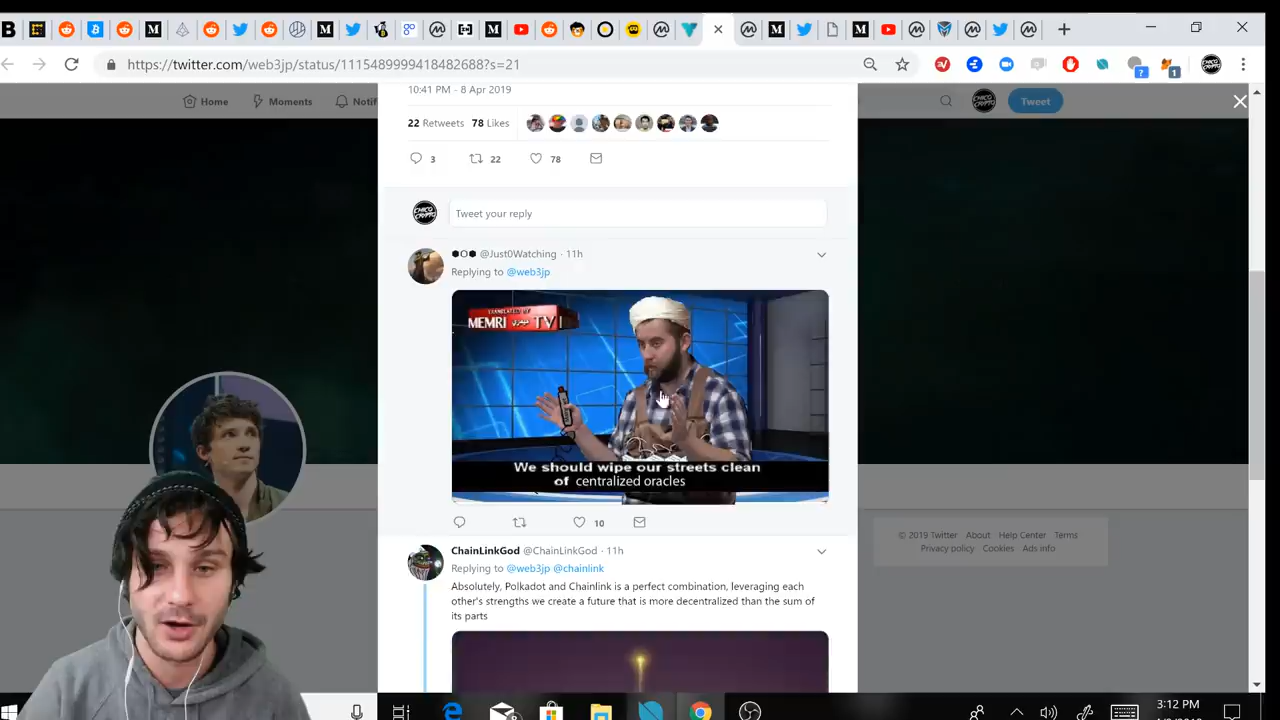 https://twitter.com/web3jp/status/1115489999418482688?s=21
10:41 PM - 8 Apr 2019
Home
Moments
Notif
Tweet
22 Retweets 78 Likes
3
22
78
Tweet your reply
@Just0Watching · 11h
Replying to @web3jp
TRANSLATED BY
MEMRI TV
We should wipe our streets clean
of centralized oracles
10
© 2019 Twitter About Help Center Terms
Privacy policy Cookies Ads info
ChainLinkGod @ChainLinkGod · 11h
Replying to @web3jp @chainlink
Absolutely, Polkadot and Chainlink is a perfect combination, leveraging each
other's strengths we create a future that is more decentralized than the sum of
its parts
3:12 PM